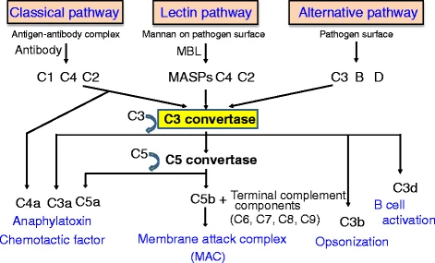 Classical pathway
Lectin pathway
Alternative pathway
Antigen-antibody complex
Mannan on pathogen surface
Pathogen surface
Antibody
MBL
C1 C4 C2
MASPs C4 C2
C3 B D
C3
C3 convertase
C5
C5 convertase
C4a
C3a
C5a
C5b +
Terminal complement
components
(C6, C7, C8, C9)
C3b
C3d
B cell
activation
Anaphylatoxin
Chemotactic factor
Membrane attack complex
(MAC)
Opsonization